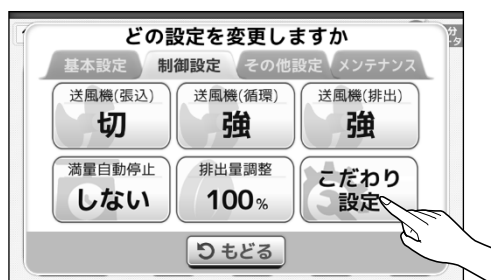 どの設定を変更しますか
基本設定 制御設定 その他設定 メンテナンス
送風機(張込) 送風機(循環) 送風機(排出)
切 強 強
満量自動停止 排出量調整 こだわり
しない 100% 設定
もどる